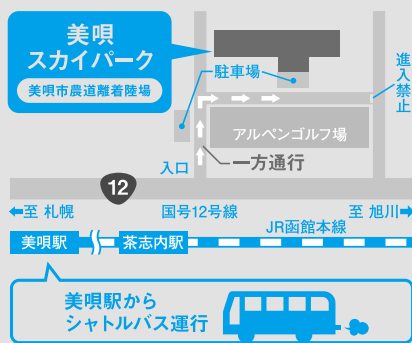 美唄
スカイパーク
美唄市農道離着陸場
駐車場
進入禁止
アルペンゴルフ場
入口
一方通行
12
←至 札幌
国号12号線
至 旭川→
JR函館本線
美唄駅
茶志内駅
美唄駅から
シャトルバス運行